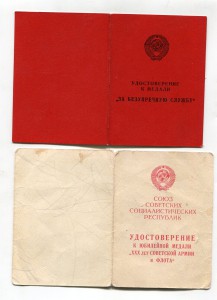 УДОСТОВЕРЕНИЕ
К МЕДАЛИ
„ЗА БЕЗУПРЕЧНУЮ СЛУЖБУ“
СОЮЗ
СОВЕТСКИХ
СОЦИАЛИСТИЧЕСКИХ
РЕСПУБЛИК
УДОСТОВЕРЕНИЕ
К ЮБИЛЕЙНОЙ МЕДАЛИ
„XXX ЛЕТ СОВЕТСКОЙ АРМИИ
и ФЛОТА“